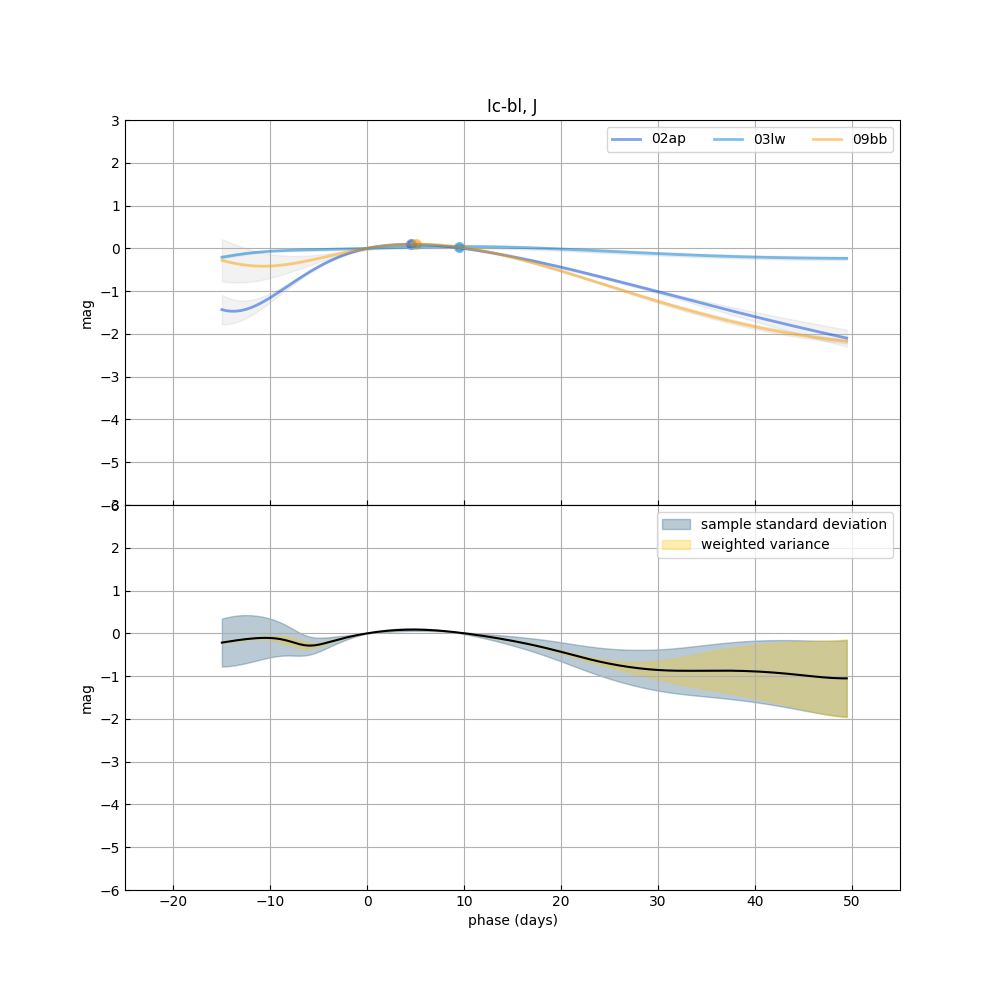 Ic-bl, J
02ap 03lw 09bb
3
2
1
0
−1
−2
−3
−4
−5
−6
mag
3
2
1
0
−1
−2
−3
−4
−5
−6
mag
sample standard deviation
weighted variance
−20 −10 0 10 20 30 40 50
phase (days)